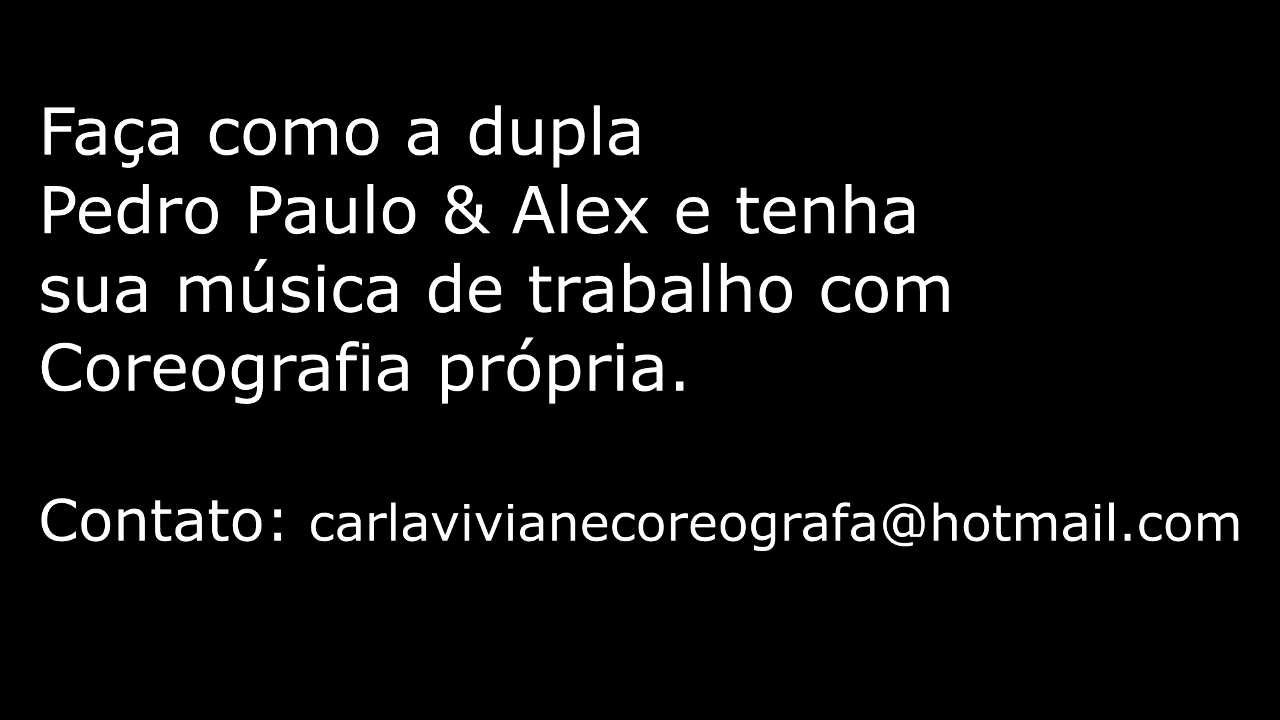 Faça como a dupla
Pedro Paulo & Alex e tenha
sua música de trabalho com
Coreografia própria.
Contato: carlavivianecoreografa@hotmail.com